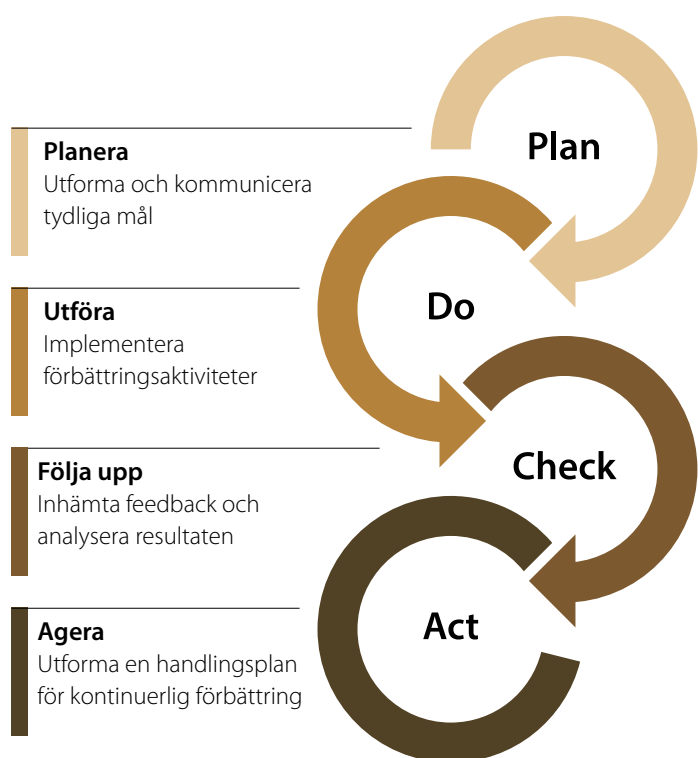 Plan
Planera
Utforma och kommunicera
tydliga mål
Do
Utföra
Implementera
förbättringsaktiviteter
Check
Följa upp
Inhämta feedback och
analysera resultaten
Act
Agera
Utforma en handlingsplan
för kontinuerlig förbättring